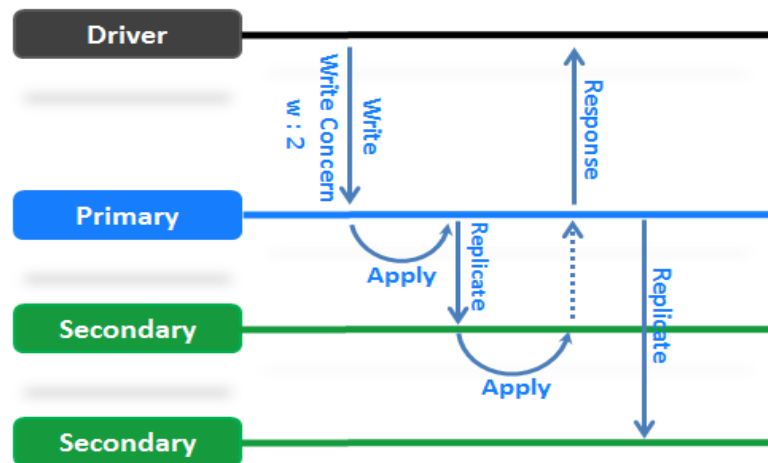 Driver
Write
Write Concern
w : 2
Response
Primary
Apply
Replicate
Replicate
Secondary
Apply
Secondary